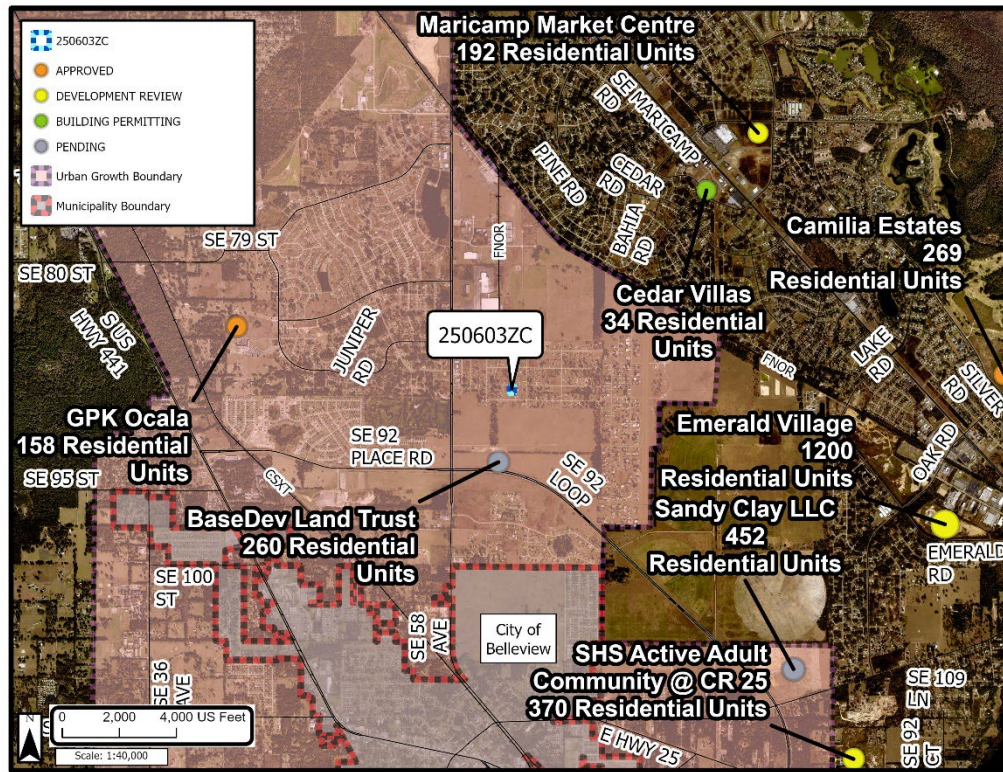 250603ZC
APPROVED
DEVELOPMENT REVIEW
BUILDING PERMITTING
PENDING
Urban Growth Boundary
Municipality Boundary
Maricamp Market Centre
192 Residential Units
SE MARICAMP
RD
PINE RD
CEDAR
RD
BAHIA
RD
Camilia Estates
269
Residential Units
SE 79 ST
SE 80 ST
FNOR
S US
HWY 441
JUNIPER
RD
250603ZC
Cedar Villas
34 Residential
Units
FNOR
LAKE
RD
SILVER
RD
GPK Ocala
158 Residential
Units
SE 92
PLACE RD
Emerald Village
1200
Residential Units
OAK RD
SE 95 ST
CSXT
SE 92
LOOP
BaseDev Land Trust
260 Residential
Units
Sandy Clay LLC
452
Residential Units
EMERALD
RD
SE 100
ST
SE 58
AVE
City of
Belleview
SHS Active Adult
Community @ CR 25
370 Residential Units
SE 36
AVE
SE 109
LN
E HWY 25
SE 92
CT
N
0 2,000 4,000 US Feet
Scale: 1:40,000